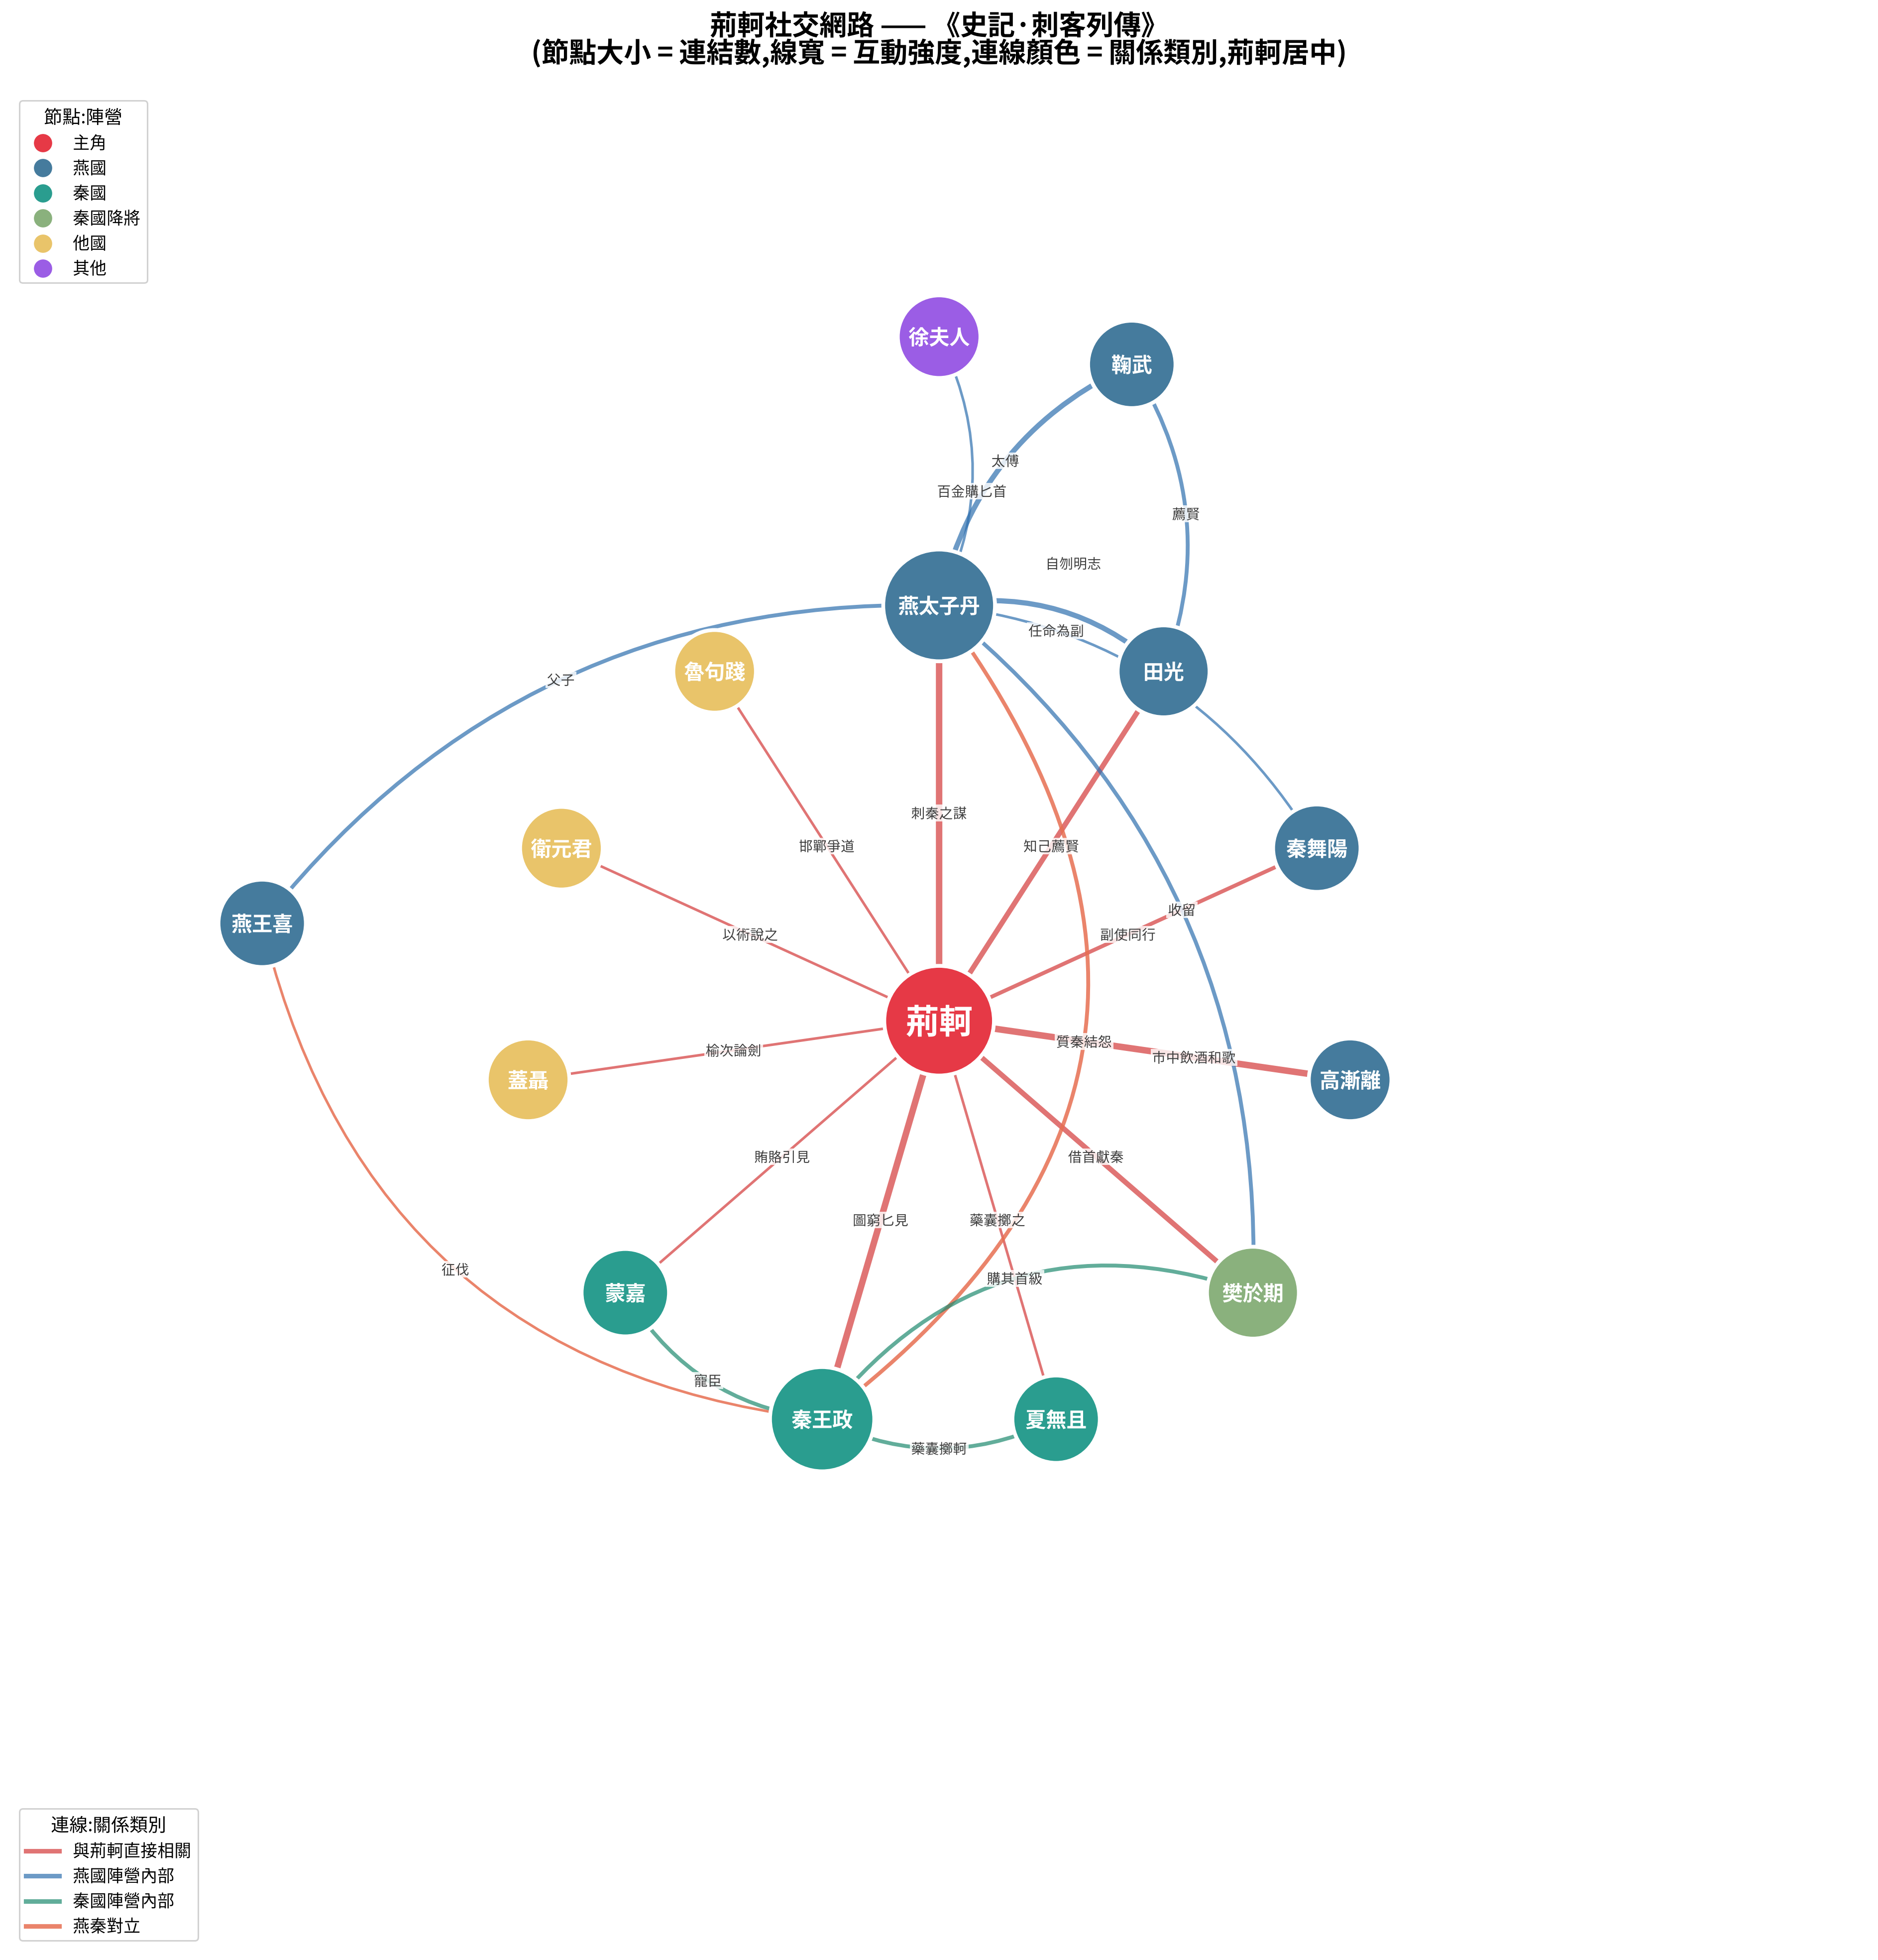 荊軻社交網路 —— 《史記·刺客列傳》
(節點大小 = 連結數,線寬 = 互動強度,連線顏色 = 關係類別,荊軻居中)
節點:陣營
主角
燕國
秦國
秦國降將
他國
其他
徐夫人
鞠武
太傅
百金購匕首
薦賢
自刎明志
燕太子丹
任命為副
魯句踐
田光
父子
刺秦之謀
邯鄲爭道
知己薦賢
衛元君
秦舞陽
收留
燕王喜
以術說之
副使同行
荊軻
質秦結怨
榆次論劍
市中飲酒和歌
蓋聶
高漸離
賄賂引見
借首獻秦
圖窮匕見
藥囊擲之
征伐
購其首級
蒙嘉
樊於期
寵臣
秦王政
夏無且
藥囊擲軻
連線:關係類別
與荊軻直接相關
燕國陣營內部
秦國陣營內部
燕秦對立